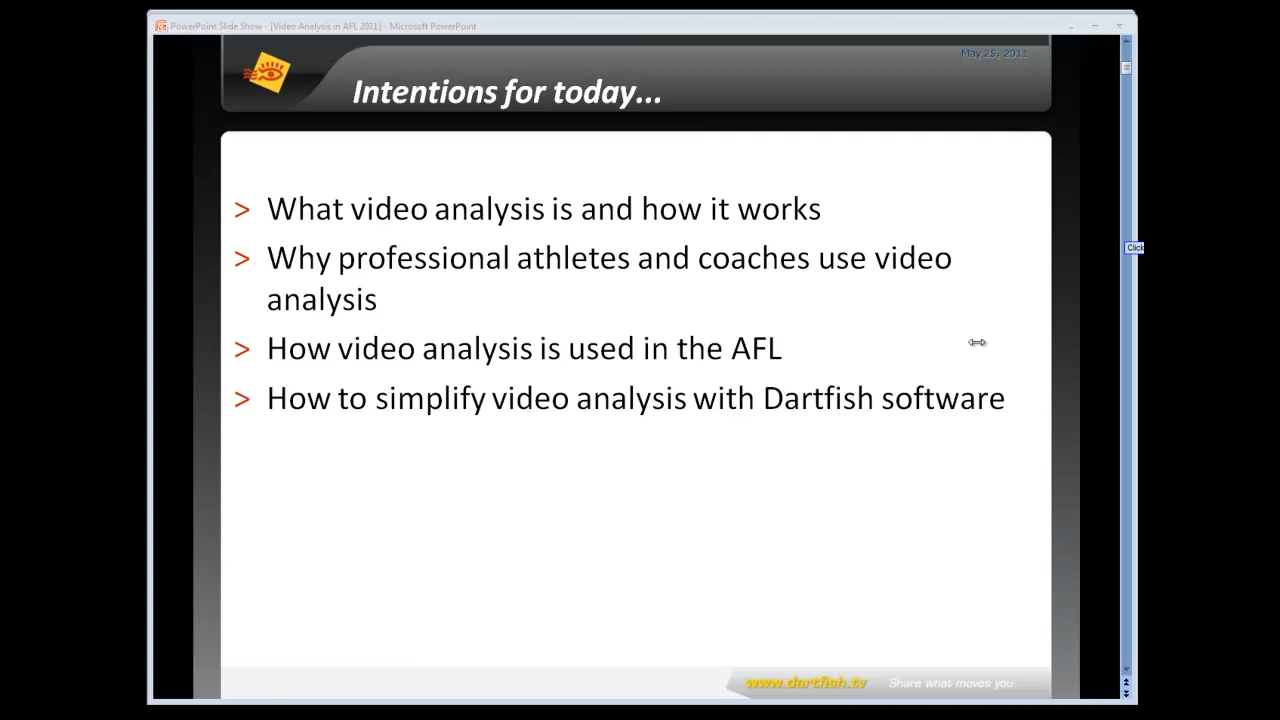 PowerPoint Slide Show - [Video Analysis in AFL 2011] - Microsoft PowerPoint
May 25, 2011
Intentions for today...
> What video analysis is and how it works
> Why professional athletes and coaches use video
analysis
> How video analysis is used in the AFL
> How to simplify video analysis with Dartfish software
Click
www.dartfish.tv Share what moves you